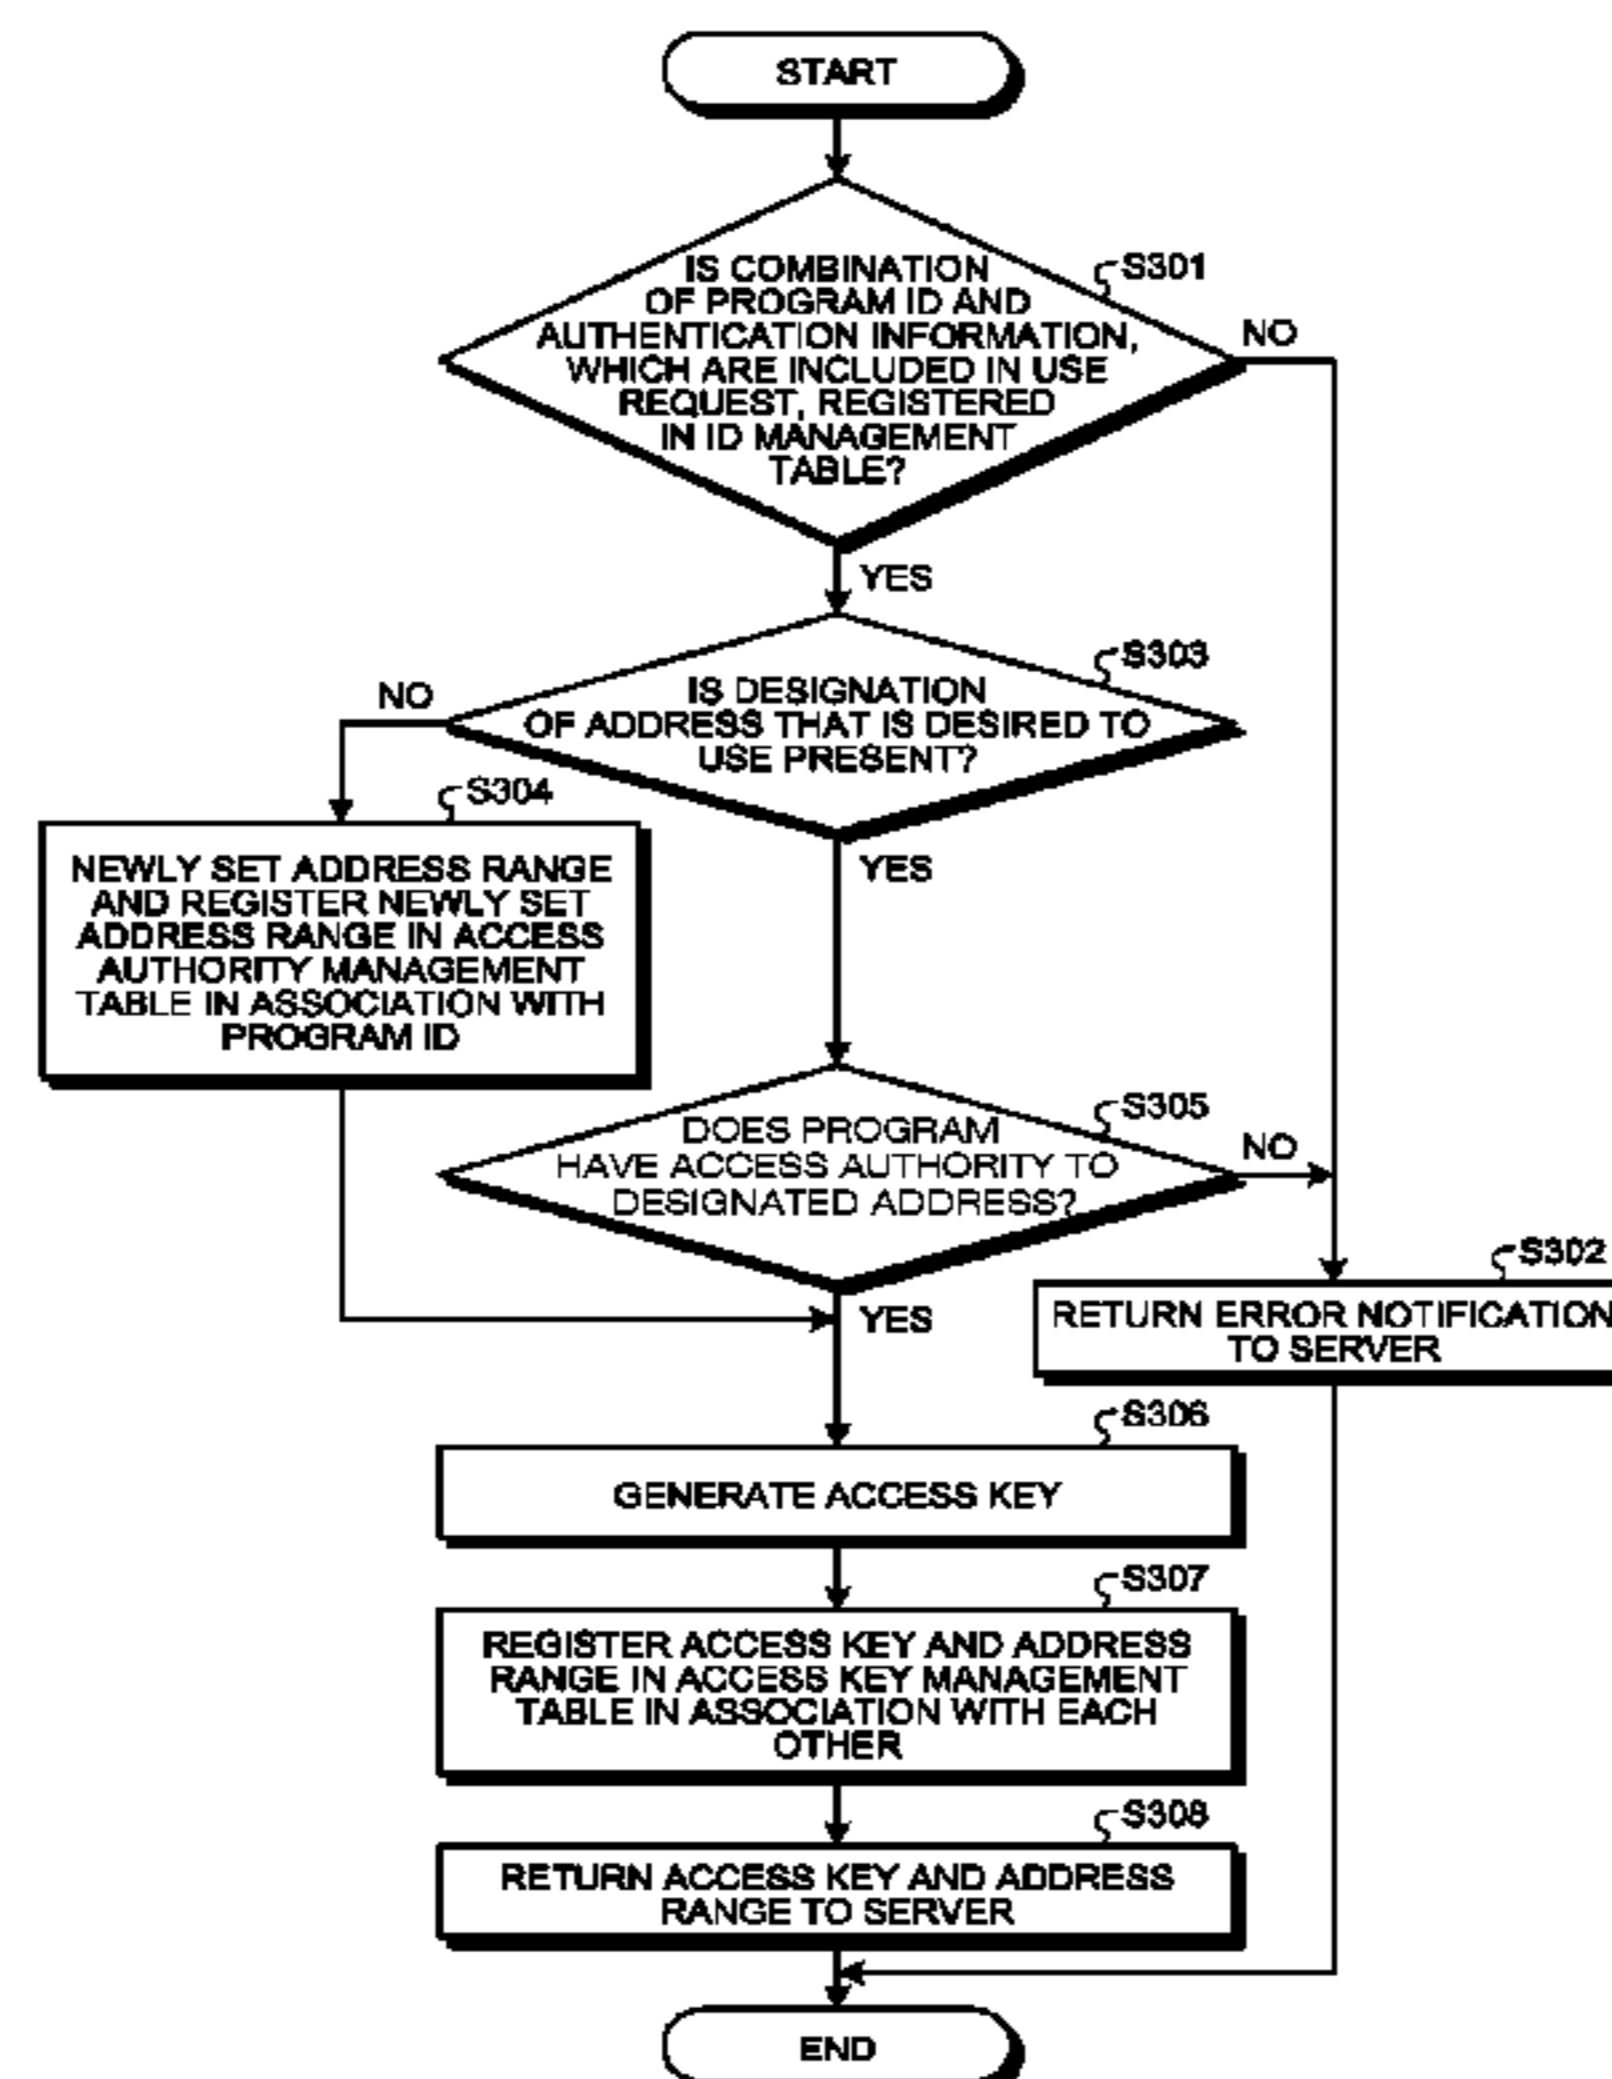 START
S301
IS COMBINATION
OF PROGRAM ID AND
AUTHENTICATION INFORMATION,
WHICH ARE INCLUDED IN USE
REQUEST, REGISTERED
IN ID MANAGEMENT
TABLE?
NO
YES
S303
IS DESIGNATION
OF ADDRESS THAT IS DESIRED TO
USE PRESENT?
NO
YES
S304
NEWLY SET ADDRESS RANGE
AND REGISTER NEWLY SET
ADDRESS RANGE IN ACCESS
AUTHORITY MANAGEMENT
TABLE IN ASSOCIATION WITH
PROGRAM ID
S305
DOES PROGRAM
HAVE ACCESS AUTHORITY TO
DESIGNATED ADDRESS?
NO
YES
S302
RETURN ERROR NOTIFICATION
TO SERVER
S306
GENERATE ACCESS KEY
S307
REGISTER ACCESS KEY AND ADDRESS
RANGE IN ACCESS KEY MANAGEMENT
TABLE IN ASSOCIATION WITH EACH
OTHER
S308
RETURN ACCESS KEY AND ADDRESS
RANGE TO SERVER
END